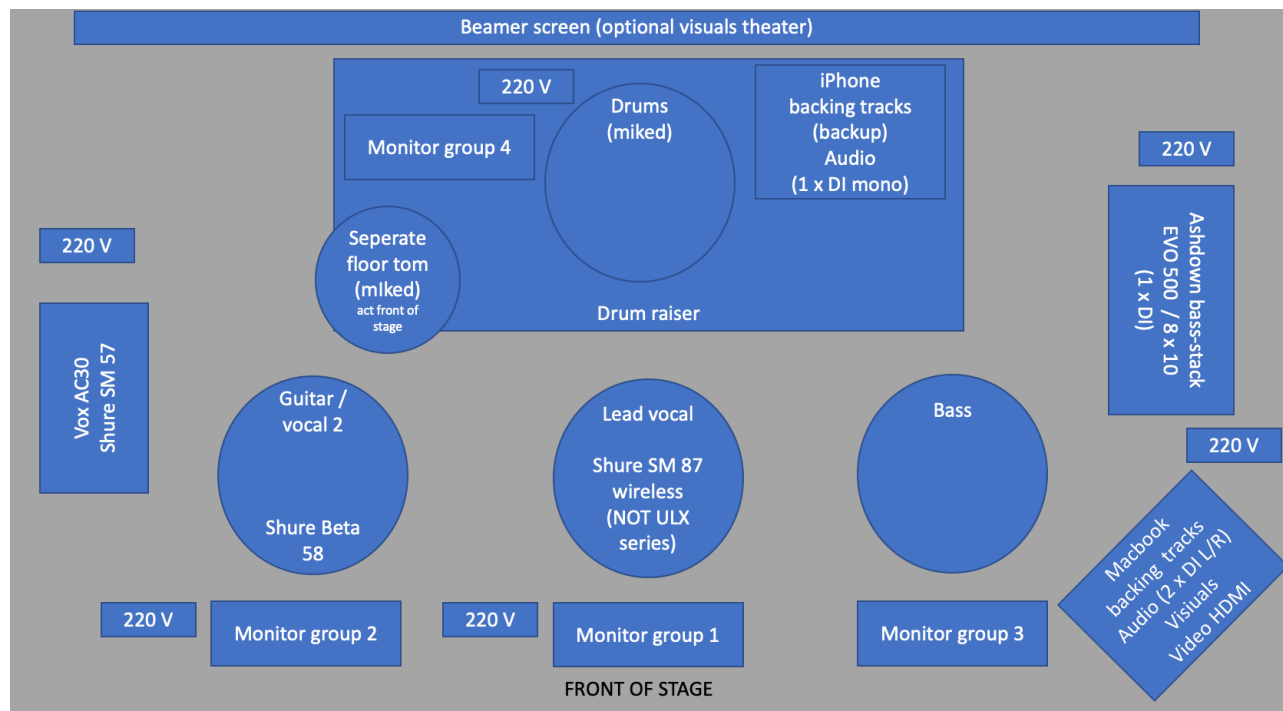 Beamer screen (optional visuals theater)
220 V
Drums
(miked)
iPhone
backing tracks
(backup)
Audio
(1 x DI mono)
Monitor group 4
220 V
220 V
Seperate
floor tom
(mIked)
act front of
stage
Drum raiser
Ashdown bass-stack
EVO 500 / 8 x 10
(1 x DI)
Vox AC30
Shure SM 57
Guitar /
vocal 2
Shure Beta
58
Lead vocal
Shure SM 87
wireless
(NOT ULX
series)
Bass
220 V
Macbook
backing tracks
Audio (2 x DI L/R)
Visiuals
Video HDMI
220 V
Monitor group 2
220 V
Monitor group 1
Monitor group 3
FRONT OF STAGE